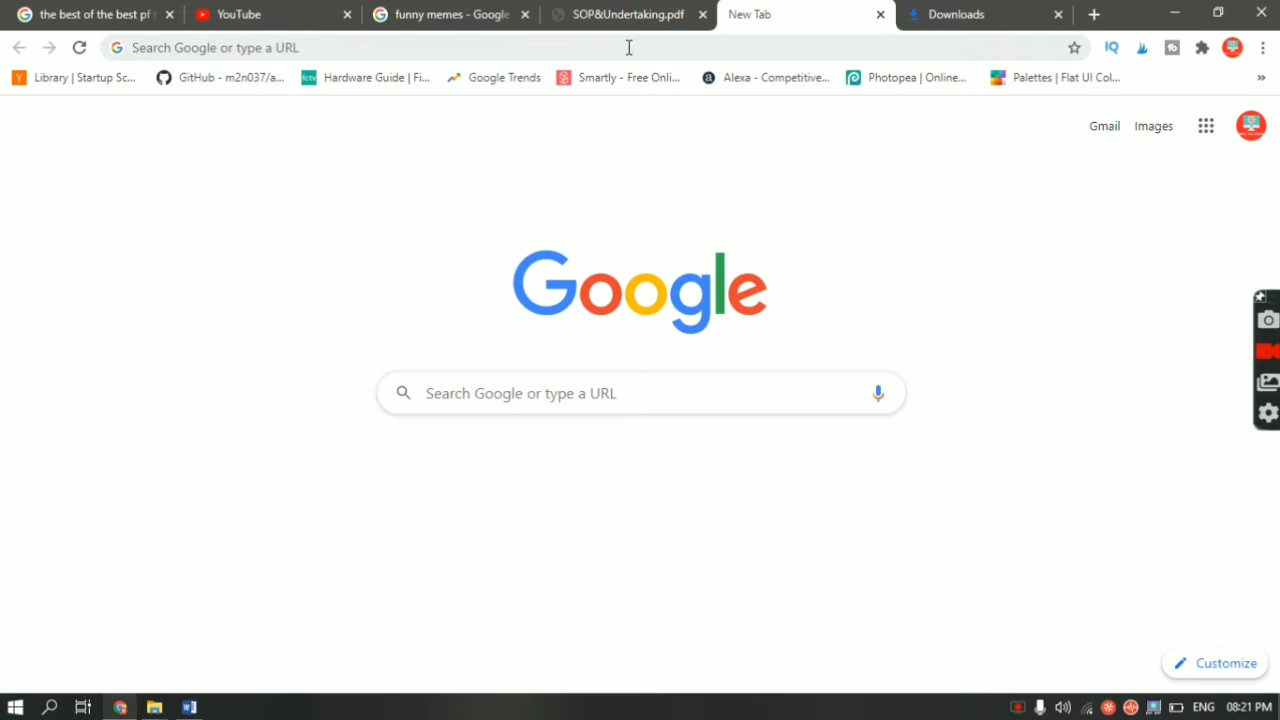 the best of the best pf t
YouTube
funny memes - Google
SOP&Undertaking.pdf
New Tab
Downloads
Search Google or type a URL
IQ
tb
Library | Startup Sc...
GitHub - m2n037/a...
Hardware Guide | Fi...
Google Trends
Smartly - Free Onli...
Alexa - Competitive...
Photopea | Online...
Palettes | Flat UI Col...
Gmail
Images
Google
Search Google or type a URL
Customize
ENG
08:21 PM